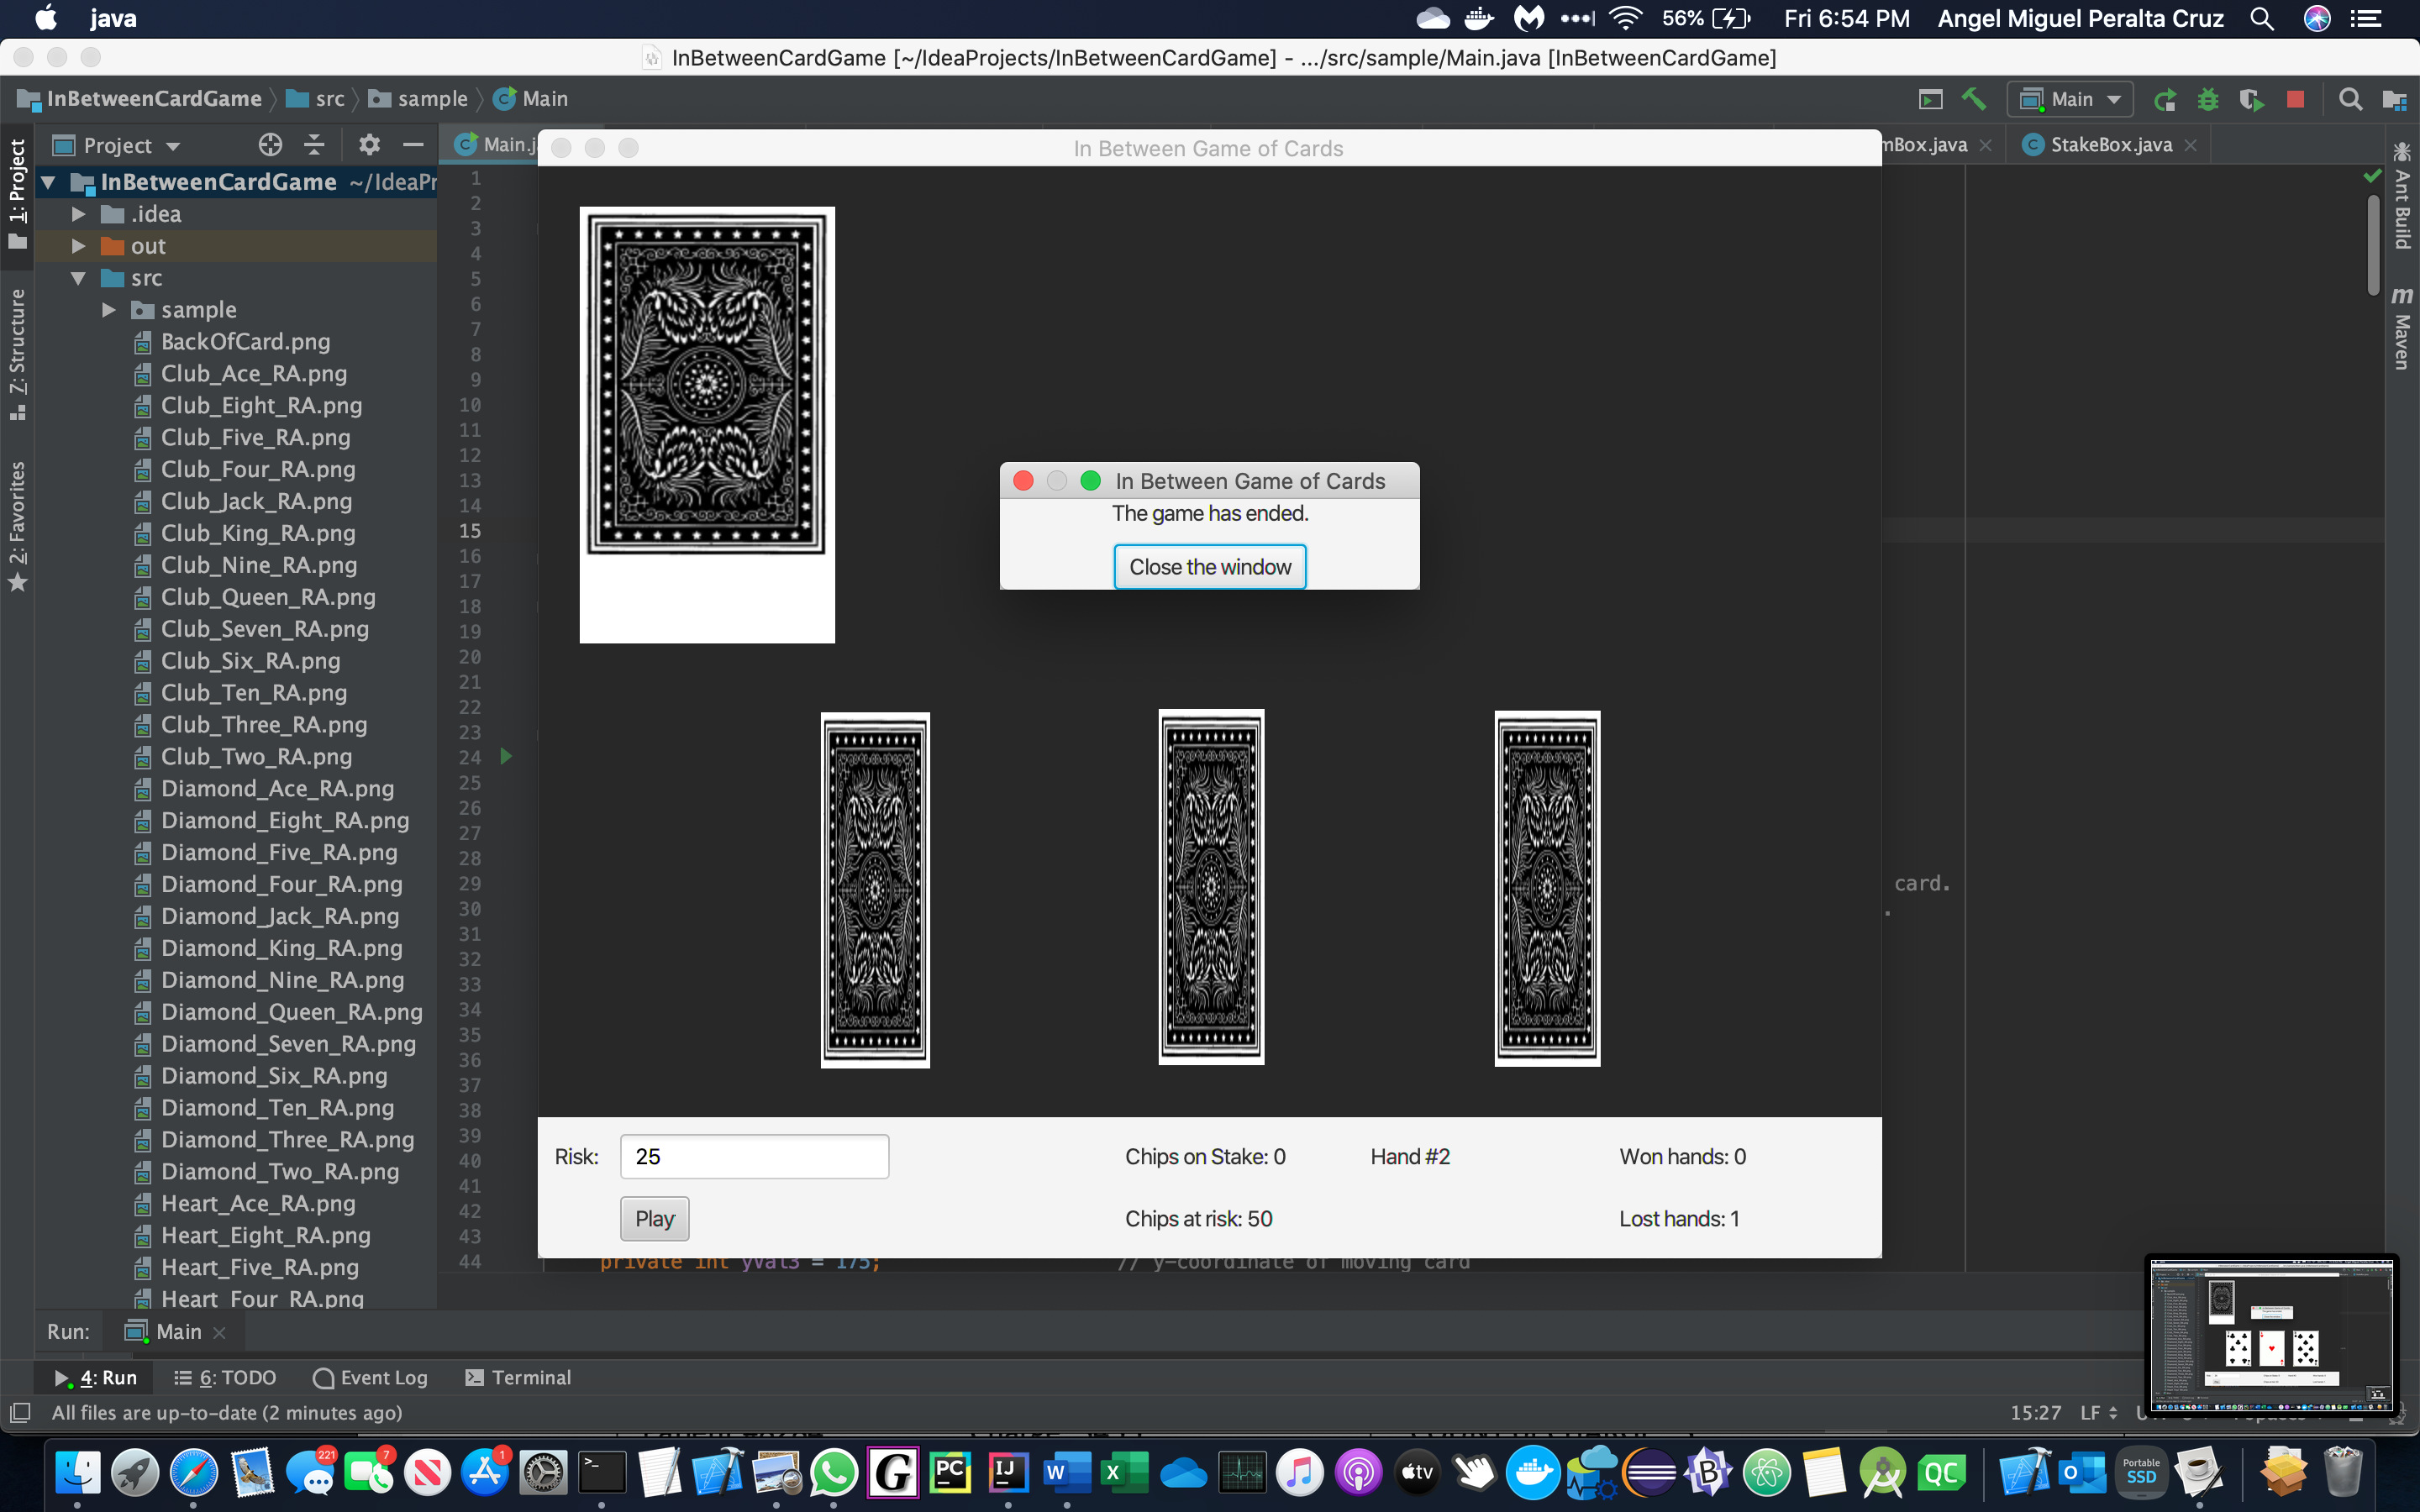 java
56%
Fri 6:54 PM
Angel Miguel Peralta Cruz
InBetweenCardGame [~/IdeaProjects/InBetweenCardGame] - .../src/sample/Main.java [InBetweenCardGame]
InBetweenCardGame
src
sample
Main
Main
Project
Main.j
mBox.java
StakeBox.java
1: Project
7: Structure
2: Favorites
Ant Build
Maven
InBetweenCardGame ~/IdeaPr
.idea
out
src
sample
BackOfCard.png
Club_Ace_RA.png
Club_Eight_RA.png
Club_Five_RA.png
Club_Four_RA.png
Club_Jack_RA.png
Club_King_RA.png
Club_Nine_RA.png
Club_Queen_RA.png
Club_Seven_RA.png
Club_Six_RA.png
Club_Ten_RA.png
Club_Three_RA.png
Club_Two_RA.png
Diamond_Ace_RA.png
Diamond_Eight_RA.png
Diamond_Five_RA.png
Diamond_Four_RA.png
Diamond_Jack_RA.png
Diamond_King_RA.png
Diamond_Nine_RA.png
Diamond_Queen_RA.png
Diamond_Seven_RA.png
Diamond_Six_RA.png
Diamond_Ten_RA.png
Diamond_Three_RA.png
Diamond_Two_RA.png
Heart_Ace_RA.png
Heart_Eight_RA.png
Heart_Five_RA.png
Heart_Four_RA.png
1
2
3
4
5
6
7
8
9
10
11
12
13
14
15
16
17
18
19
20
21
22
23
24
25
26
27
28
29
30
31
32
33
34
35
36
37
38
39
40
41
42
43
44
In Between Game of Cards
In Between Game of Cards
The game has ended.
Close the window
card.
.
Risk:
25
Chips on Stake: 0
Hand #2
Won hands: 0
Play
Chips at risk: 50
Lost hands: 1
private int yVal3 = 175;
// y-coordinate of moving card
Run:
Main
4: Run
6: TODO
Event Log
Terminal
All files are up-to-date (2 minutes ago)
15:27
LF
221
7
1
G
PC
IJ
W
X
tv
B
QC
O
Portable
SSD